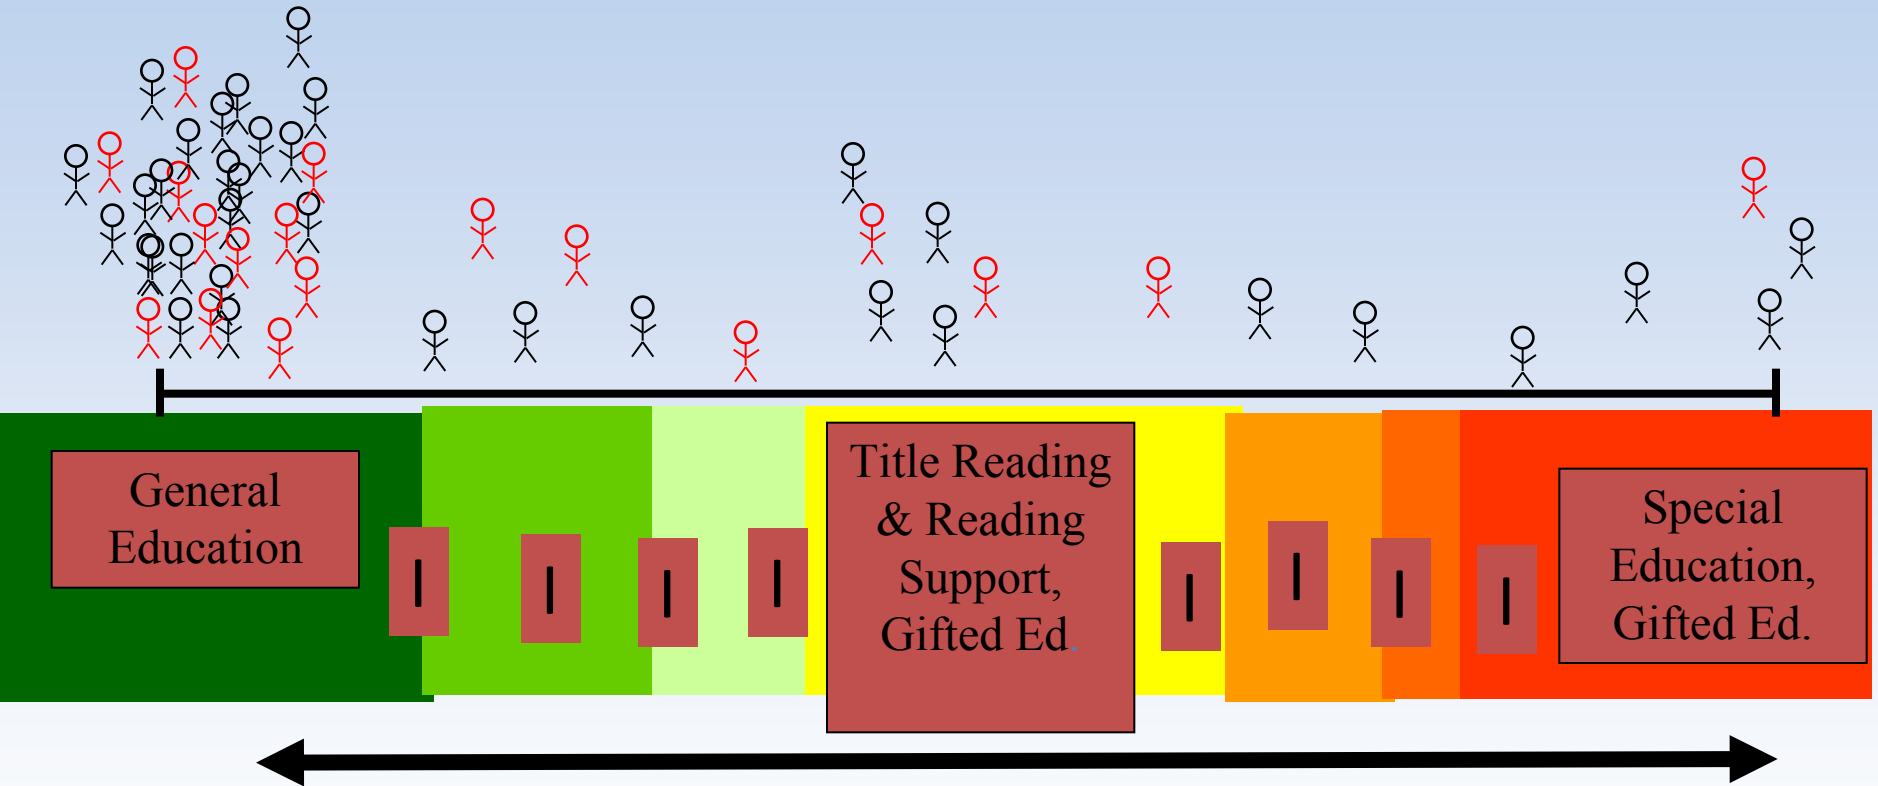 General
Education
I
I
I
I
Title Reading
& Reading
Support,
Gifted Ed.
I
I
I
I
Special
Education,
Gifted Ed.